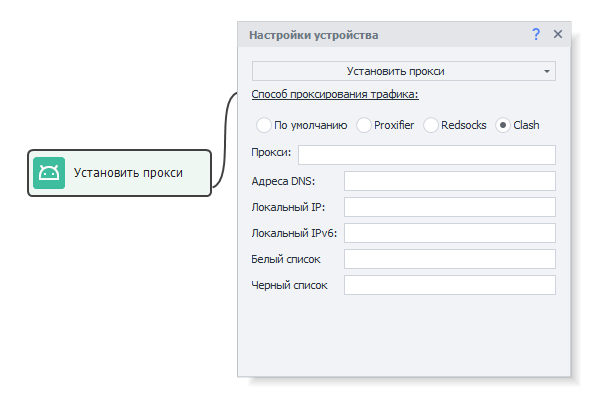 Настройки устройства
?
Установить прокси
Способ проксирования трафика:
По умолчанию Proxifier Redsocks Clash
Установить прокси
Прокси:
Адреса DNS:
Локальный IP:
Локальный IPv6:
Белый список
Черный список